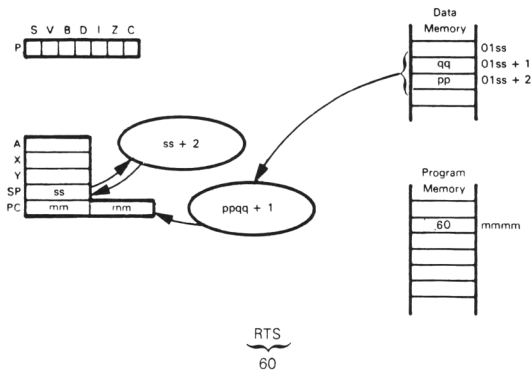 S V B D I Z C
P
Data
Memory
01ss
qq 01ss + 1
pp 01ss + 2
A
X
Y
SP ss
PC mm mm
ss + 2
ppqq + 1
Program
Memory
60 mmmm
RTS
60